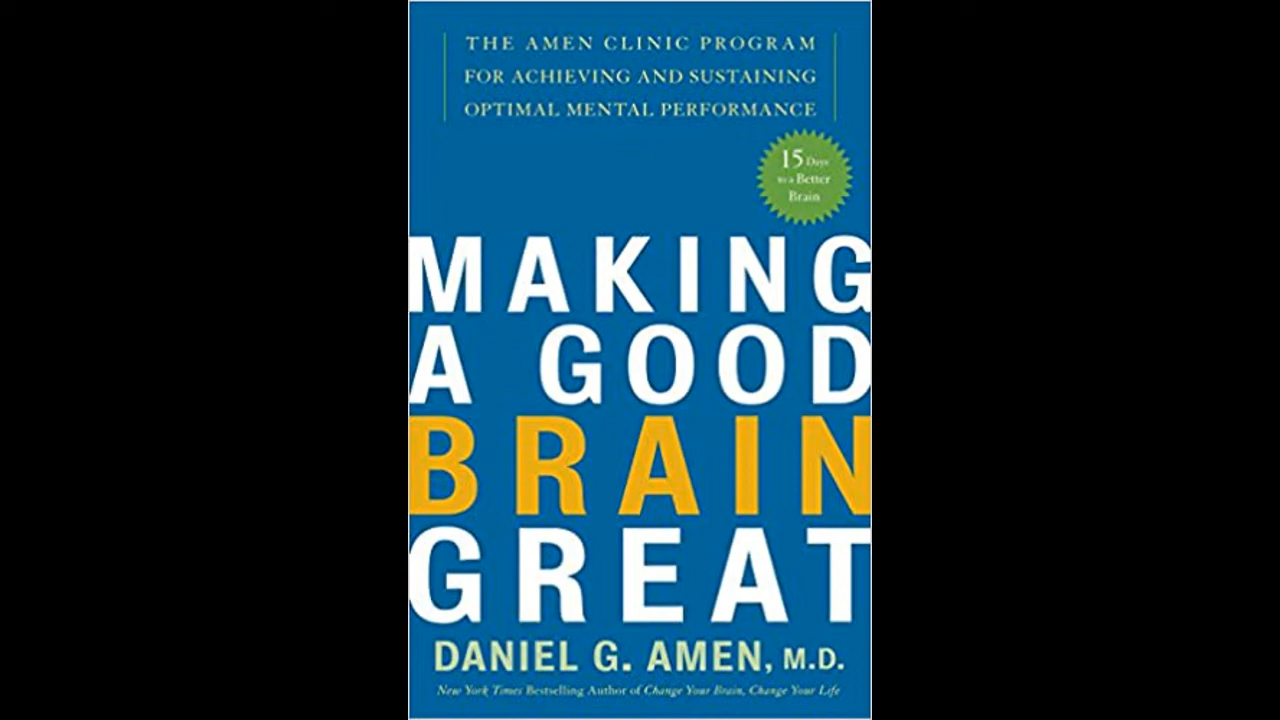 THE AMEN CLINIC PROGRAM
FOR ACHIEVING AND SUSTAINING
OPTIMAL MENTAL PERFORMANCE
15 Days
to a Better
Brain
MAKING
A GOOD
BRAIN
GREAT
DANIEL G. AMEN, M.D.
New York Times Bestselling Author of Change Your Brain, Change Your Life